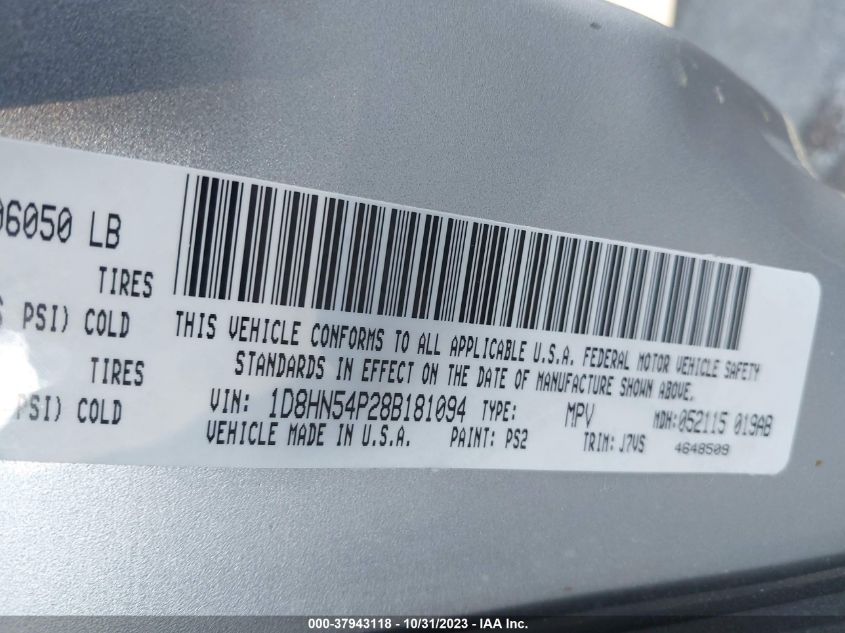 06050 LB
TIRES
PSI) COLD
TIRES
PSI) COLD
THIS VEHICLE CONFORMS TO ALL APPLICABLE U.S.A. FEDERAL MOTOR VEHICLE SAFETY
STANDARDS IN EFFECT ON THE DATE OF MANUFACTURE SHOWN ABOVE.
VIN: 1D8HN54P28B181094 TYPE: MPV MDH:052115 019AB
VEHICLE MADE IN U.S.A. PAINT: PS2 TRIM: J7VS 4648509
000-37943118 - 10/31/2023 - IAA Inc.